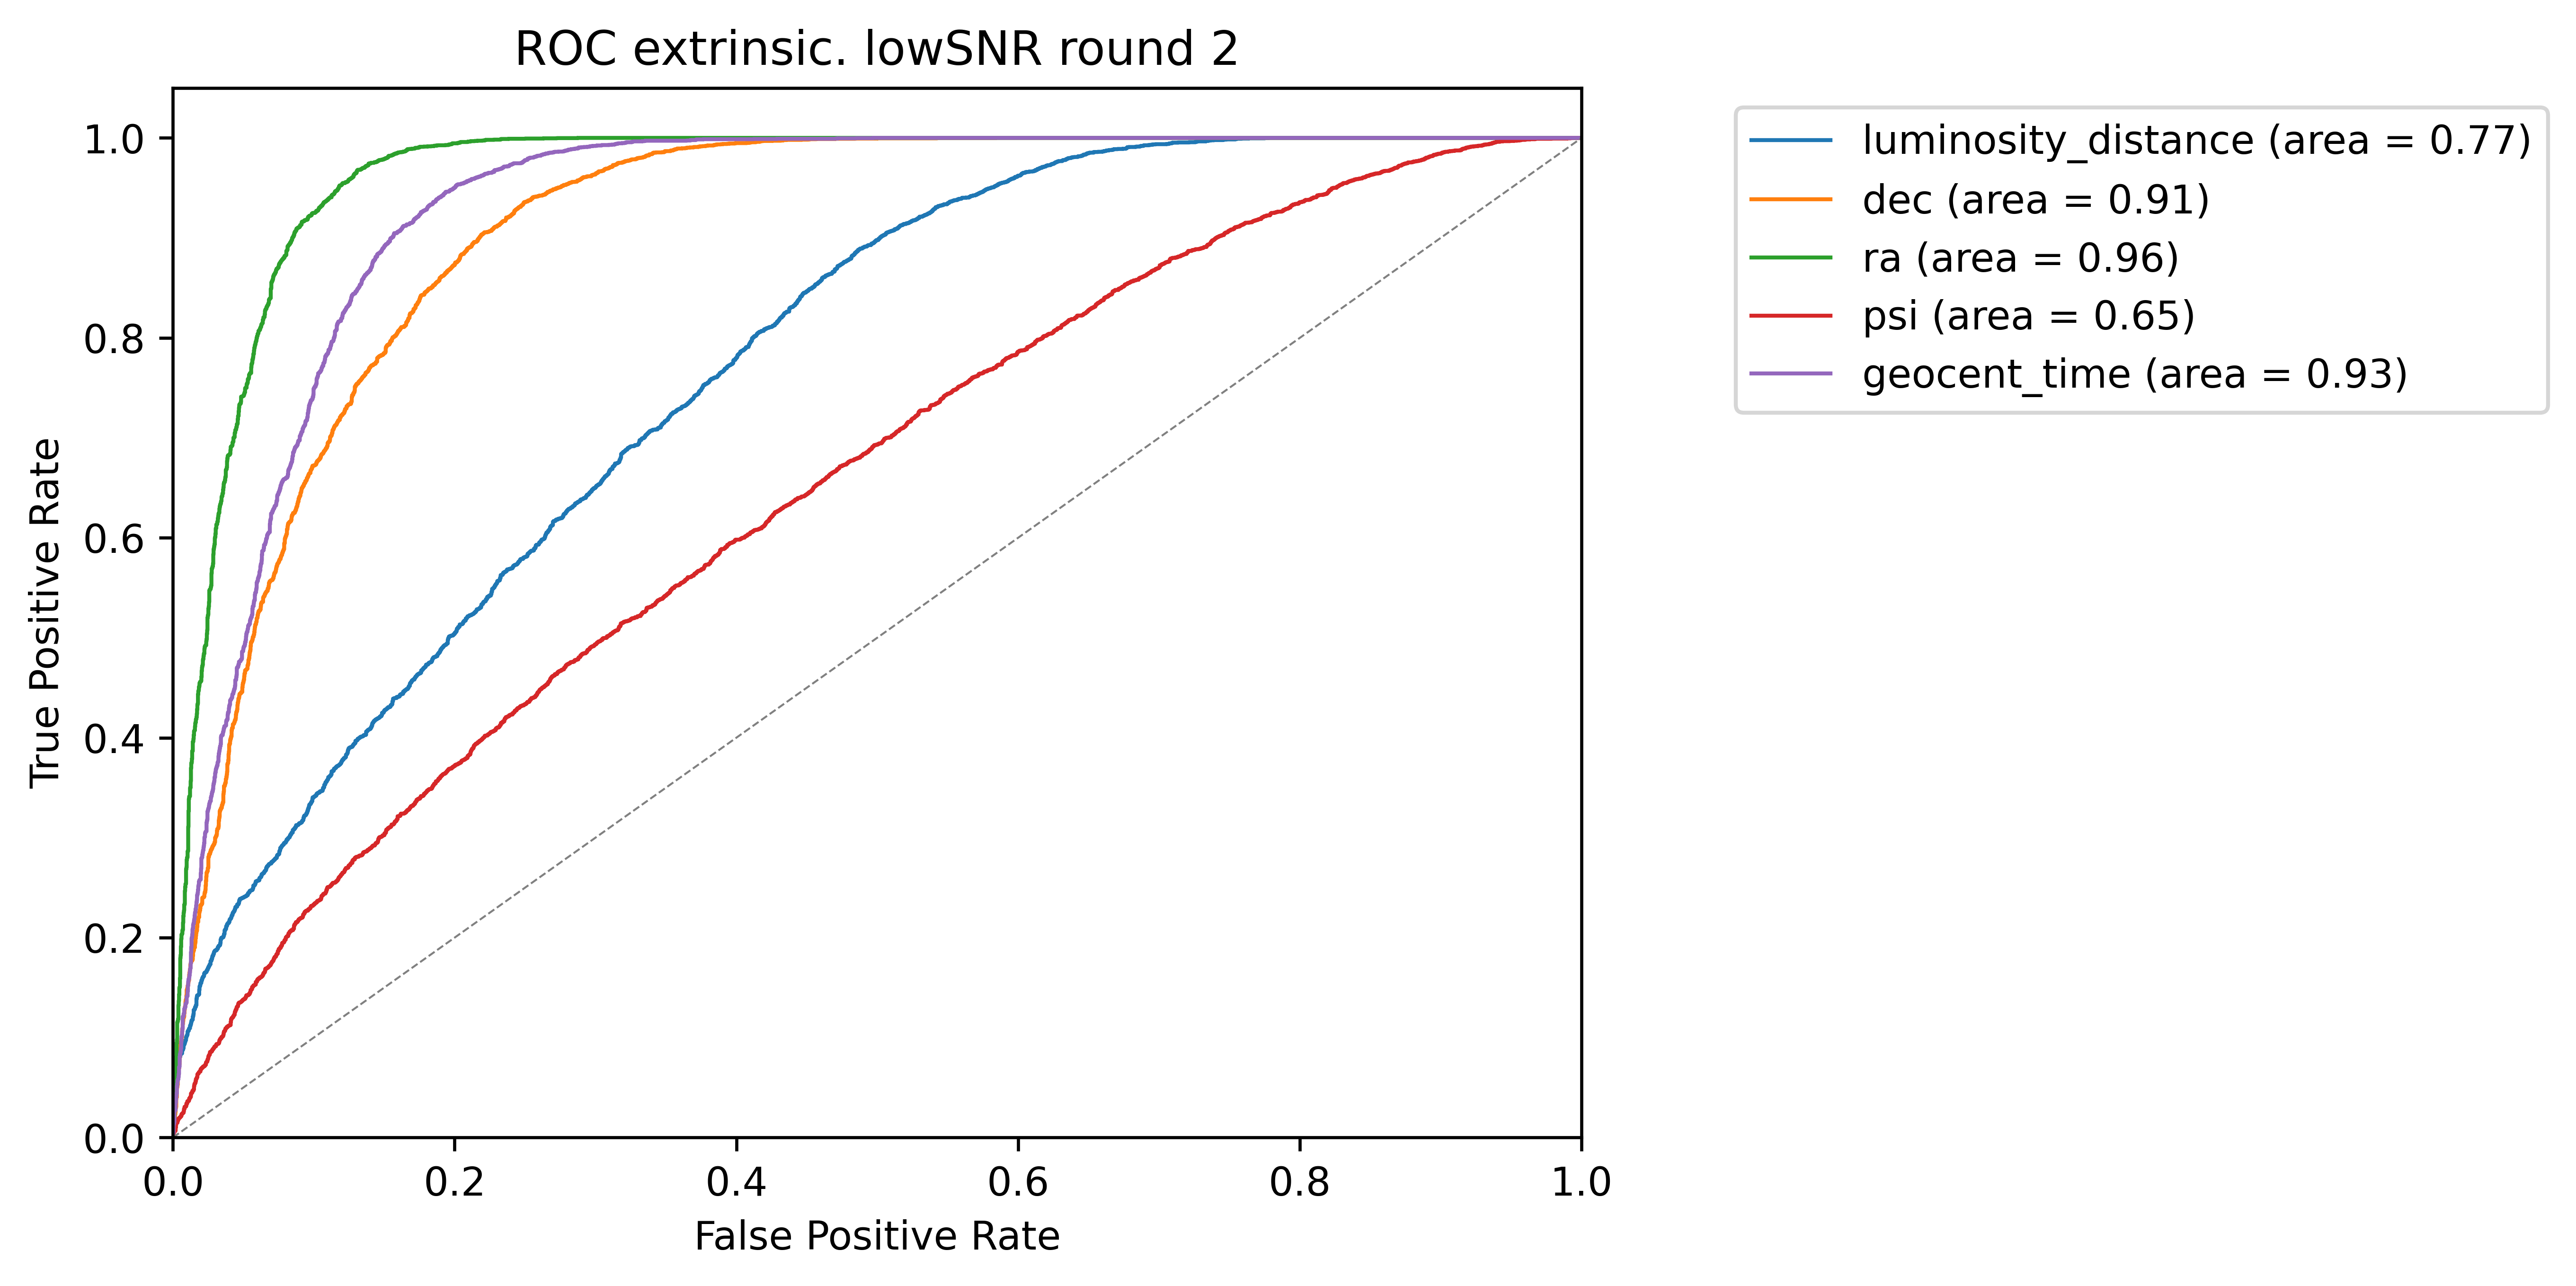 ROC extrinsic. lowSNR round 2
True Positive Rate
1.0
0.8
0.6
0.4
0.2
0.0
0.0 0.2 0.4 0.6 0.8 1.0
False Positive Rate
luminosity_distance (area = 0.77)
dec (area = 0.91)
ra (area = 0.96)
psi (area = 0.65)
geocent_time (area = 0.93)